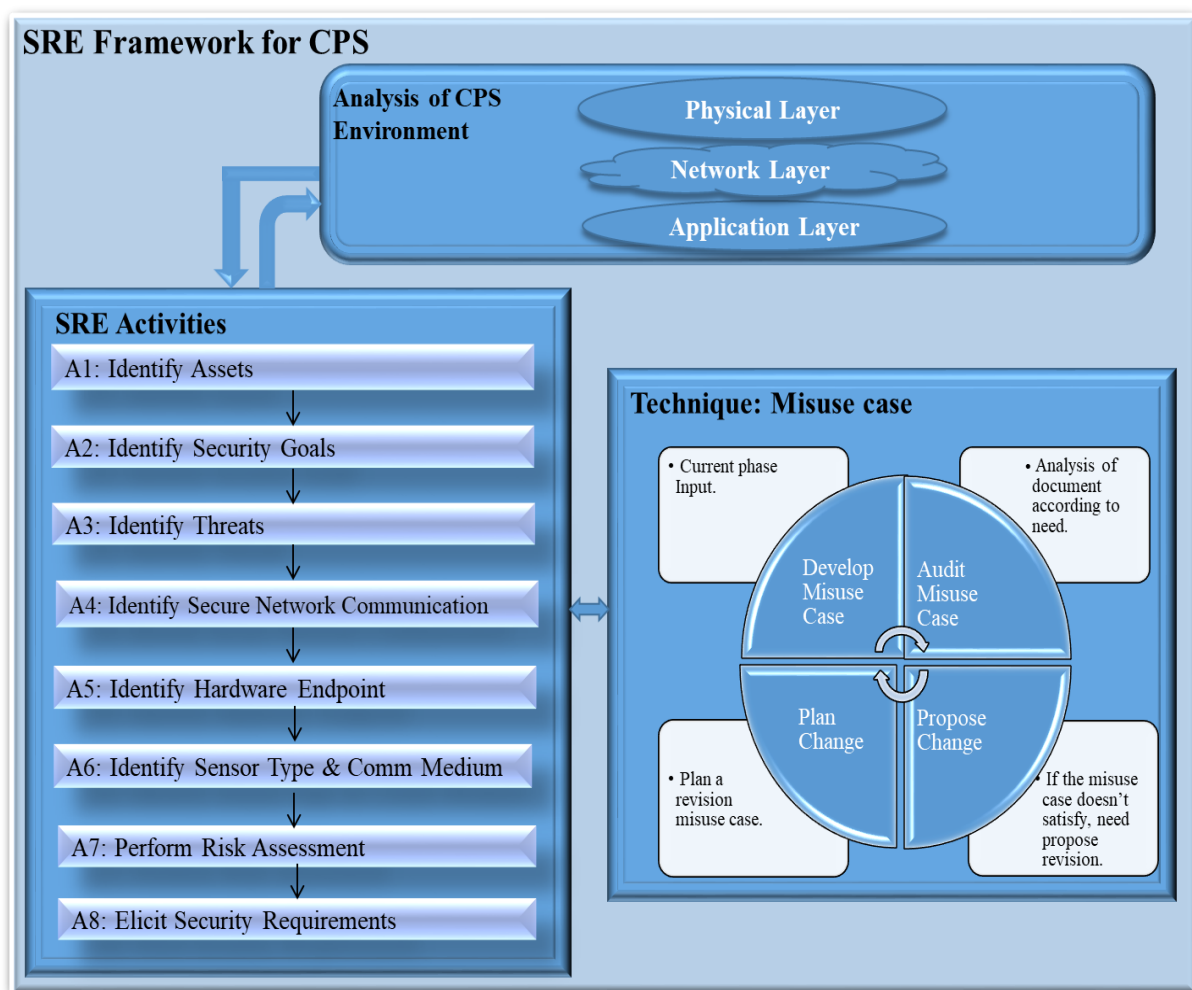 SRE Framework for CPS
Analysis of CPS
Environment
Physical Layer
Network Layer
Application Layer
SRE Activities
A1: Identify Assets
A2: Identify Security Goals
A3: Identify Threats
A4: Identify Secure Network Communication
A5: Identify Hardware Endpoint
A6: Identify Sensor Type & Comm Medium
A7: Perform Risk Assessment
A8: Elicit Security Requirements
Technique: Misuse case
• Current phase
Input.
• Analysis of
document
according to
need.
Develop
Misuse
Case
Audit
Misuse
Case
Plan
Change
Propose
Change
• Plan a
revision
misuse case.
• If the misuse
case doesn’t
satisfy, need
propose
revision.